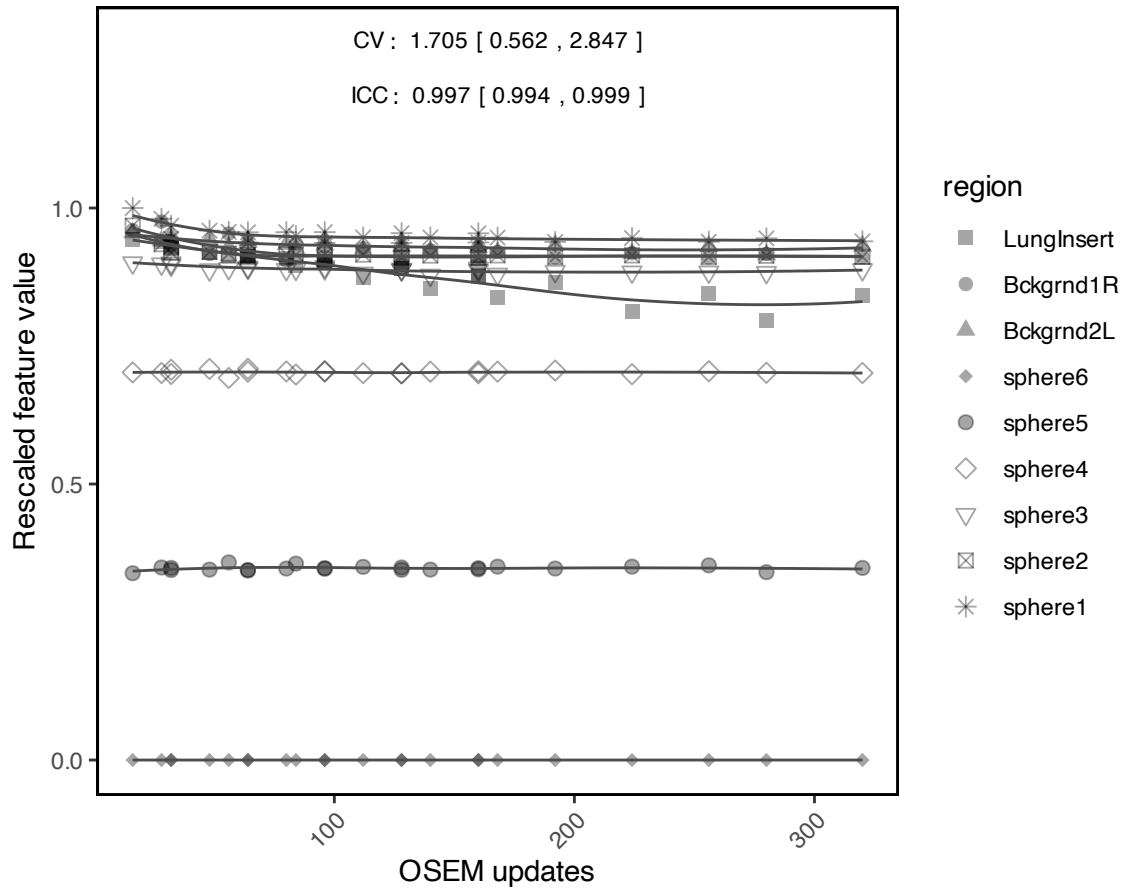 CV : 1.705 [ 0.562 , 2.847 ]
ICC : 0.997 [ 0.994 , 0.999 ]
Rescaled feature value
1.0
0.5
0.0
100
200
300
OSEM updates
region
LungInsert
Bckgrnd1R
Bckgrnd2L
sphere6
sphere5
sphere4
sphere3
sphere2
sphere1